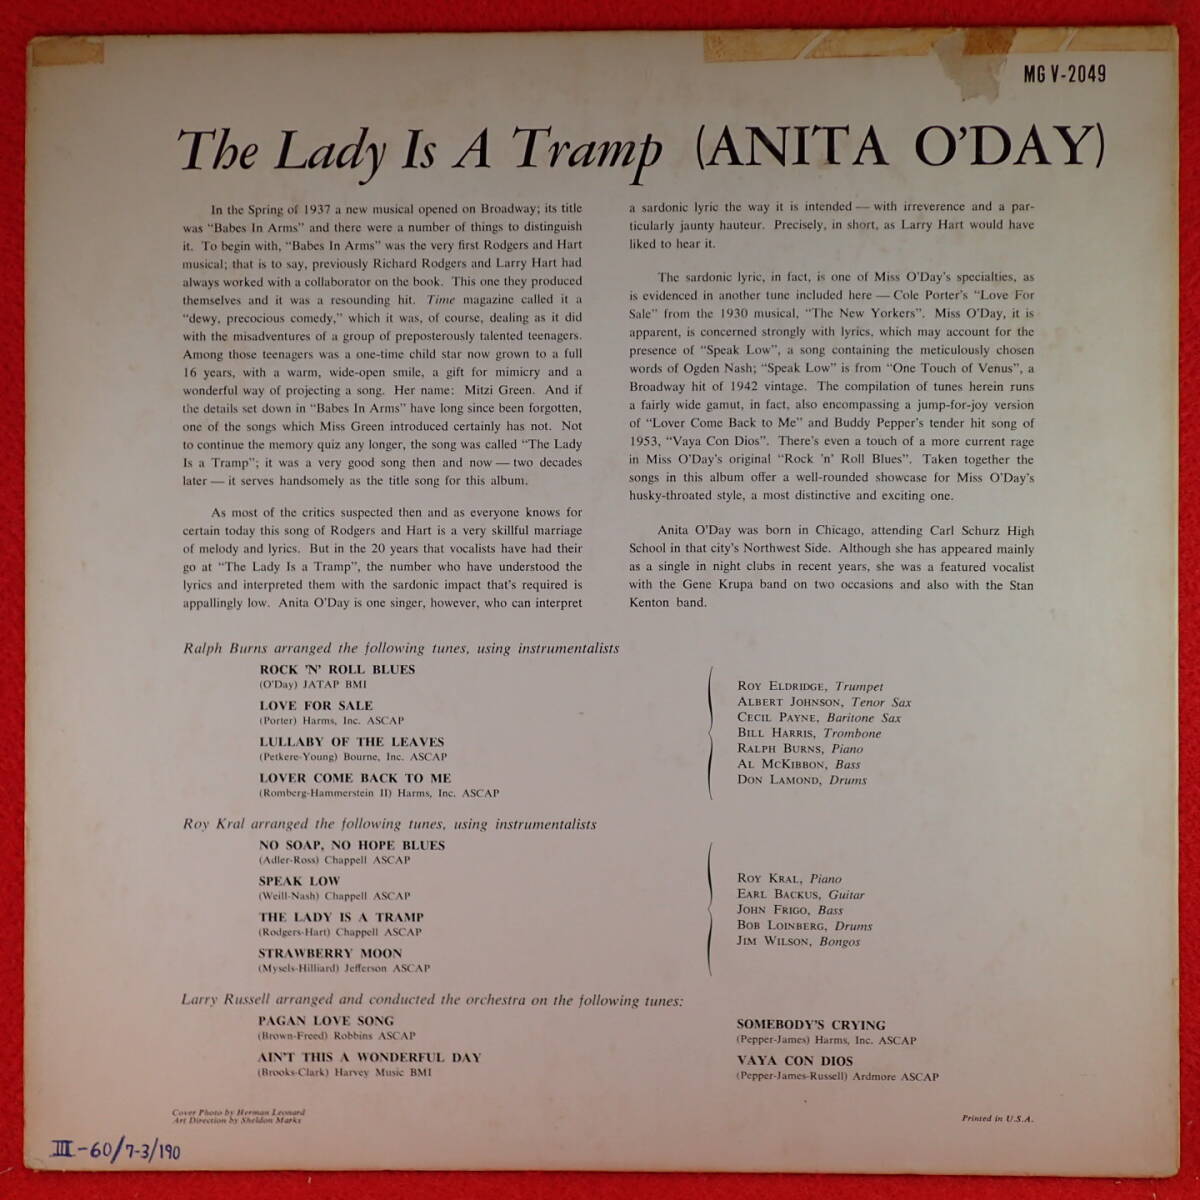 MG V-2049
The Lady Is A Tramp (ANITA O'DAY)
In the Spring of 1937 a new musical opened on Broadway; its title
was “Babes In Arms” and there were a number of things to distinguish
it. To begin with, “Babes In Arms” was the very first Rodgers and Hart
musical; that is to say, previously Richard Rodgers and Larry Hart had
always worked with a collaborator on the book. This one they produced
themselves and it was a resounding hit. Time magazine called it a
“dewy, precocious comedy,” which it was, of course, dealing as it did
with the misadventures of a group of preposterously talented teenagers.
Among those teenagers was a one-time child star now grown to a full
16 years, with a warm, wide-open smile, a gift for mimicry and a
wonderful way of projecting a song. Her name: Mitzi Green. And if
the details set down in “Babes In Arms” have long since been forgotten,
one of the songs which Miss Green introduced certainly has not. Not
to continue the memory quiz any longer, the song was called “The Lady
Is a Tramp”; it was a very good song then and now — two decades
later — it serves handsomely as the title song for this album.
As most of the critics suspected then and as everyone knows for
certain today this song of Rodgers and Hart is a very skillful marriage
of melody and lyrics. But in the 20 years that vocalists have had their
go at “The Lady Is a Tramp”, the number who have understood the
lyrics and interpreted them with the sardonic impact that's required is
appallingly low. Anita O'Day is one singer, however, who can interpret
a sardonic lyric the way it is intended — with irreverence and a par-
ticularly jaunty hauteur. Precisely, in short, as Larry Hart would have
liked to hear it.
The sardonic lyric, in fact, is one of Miss O'Day's specialties, as
is evidenced in another tune included here — Cole Porter's “Love For
Sale” from the 1930 musical, “The New Yorkers”. Miss O'Day, it is
apparent, is concerned strongly with lyrics, which may account for the
presence of “Speak Low”, a song containing the meticulously chosen
words of Ogden Nash; “Speak Low” is from “One Touch of Venus”, a
Broadway hit of 1942 vintage. The compilation of tunes herein runs
a fairly wide gamut, in fact, also encompassing a jump-for-joy version
of “Lover Come Back to Me” and Buddy Pepper's tender hit song of
1953, “Vaya Con Dios”. There's even a touch of a more current rage
in Miss O'Day's original “Rock 'n' Roll Blues”. Taken together the
songs in this album offer a well-rounded showcase for Miss O'Day's
husky-throated style, a most distinctive and exciting one.
Anita O'Day was born in Chicago, attending Carl Schurz High
School in that city's Northwest Side. Although she has appeared mainly
as a single in night clubs in recent years, she was a featured vocalist
with the Gene Krupa band on two occasions and also with the Stan
Kenton band.
Ralph Burns arranged the following tunes, using instrumentalists
ROCK 'N' ROLL BLUES
(O'Day) JATAP BMI
LOVE FOR SALE
(Porter) Harms, Inc. ASCAP
LULLABY OF THE LEAVES
(Petkere-Young) Bourne, Inc. ASCAP
LOVER COME BACK TO ME
(Romberg-Hammerstein II) Harms, Inc. ASCAP
ROY ELDRIDGE, Trumpet
ALBERT JOHNSON, Tenor Sax
CECIL PAYNE, Baritone Sax
BILL HARRIS, Trombone
RALPH BURNS, Piano
AL MCKIBBON, Bass
DON LAMOND, Drums
Roy Kral arranged the following tunes, using instrumentalists
NO SOAP, NO HOPE BLUES
(Adler-Ross) Chappell ASCAP
SPEAK LOW
(Weill-Nash) Chappell ASCAP
THE LADY IS A TRAMP
(Rodgers-Hart) Chappell ASCAP
STRAWBERRY MOON
(Mysels-Hilliard) Jefferson ASCAP
ROY KRAL, Piano
EARL BACKUS, Guitar
JOHN FRIGO, Bass
BOB LOINBERG, Drums
JIM WILSON, Bongos
Larry Russell arranged and conducted the orchestra on the following tunes:
PAGAN LOVE SONG
(Brown-Freed) Robbins ASCAP
AIN'T THIS A WONDERFUL DAY
(Brooks-Clark) Harvey Music BMI
SOMEBODY'S CRYING
(Pepper-James) Harms, Inc. ASCAP
VAYA CON DIOS
(Pepper-James-Russell) Ardmore ASCAP
Cover Photo by Herman Leonard
Art Direction by Sheldon Marks
Printed in U.S.A.
III-60/7-3/190